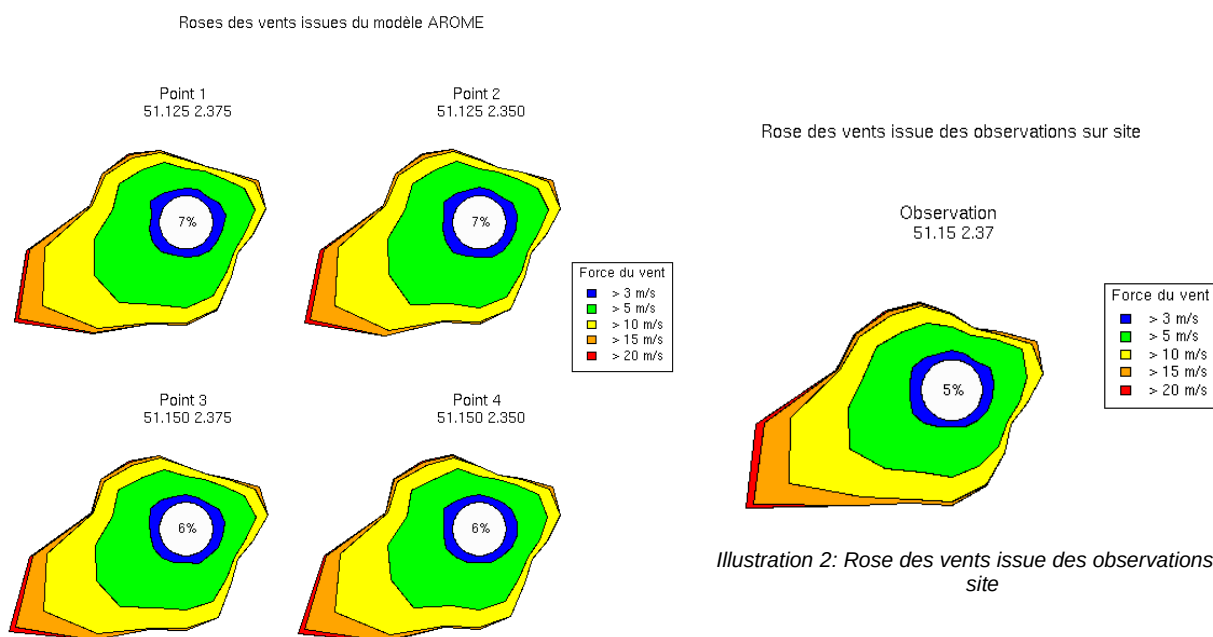 Roses des vents issues du modèle AROME
Point 1
51.125 2.375
Point 2
51.125 2.350
7%
7%
Force du vent
> 3 m/s
> 5 m/s
> 10 m/s
> 15 m/s
> 20 m/s
Point 3
51.150 2.375
Point 4
51.150 2.350
6%
6%
Rose des vents issue des observations sur site
Observation
51.15 2.37
5%
Force du vent
> 3 m/s
> 5 m/s
> 10 m/s
> 15 m/s
> 20 m/s
Illustration 2: Rose des vents issue des observations
site